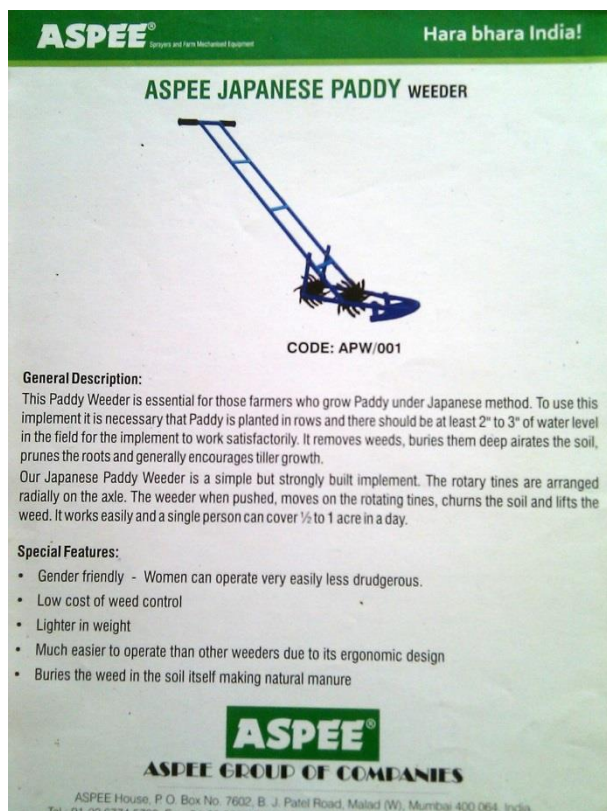 ASPEE® Sprayers and Farm Mechanised Equipment
Hara bhara India!
ASPEE JAPANESE PADDY WEEDER
CODE: APW/001
General Description:
This Paddy Weeder is essential for those farmers who grow Paddy under Japanese method. To use this
implement it is necessary that Paddy is planted in rows and there should be at least 2" to 3" of water level
in the field for the implement to work satisfactorily. It removes weeds, buries them deep airates the soil,
prunes the roots and generally encourages tiller growth.
Our Japanese Paddy Weeder is a simple but strongly built implement. The rotary tines are arranged
radially on the axle. The weeder when pushed, moves on the rotating tines, churns the soil and lifts the
weed. It works easily and a single person can cover ½ to 1 acre in a day.
Special Features:
• Gender friendly - Women can operate very easily less drudgerous.
• Low cost of weed control
• Lighter in weight
• Much easier to operate than other weeders due to its ergonomic design
• Buries the weed in the soil itself making natural manure
ASPEE®
ASPEE GROUP OF COMPANIES
ASPEE House, P. O. Box No. 7602, B. J. Patel Road, Malad (W), Mumbai 400 064, India.